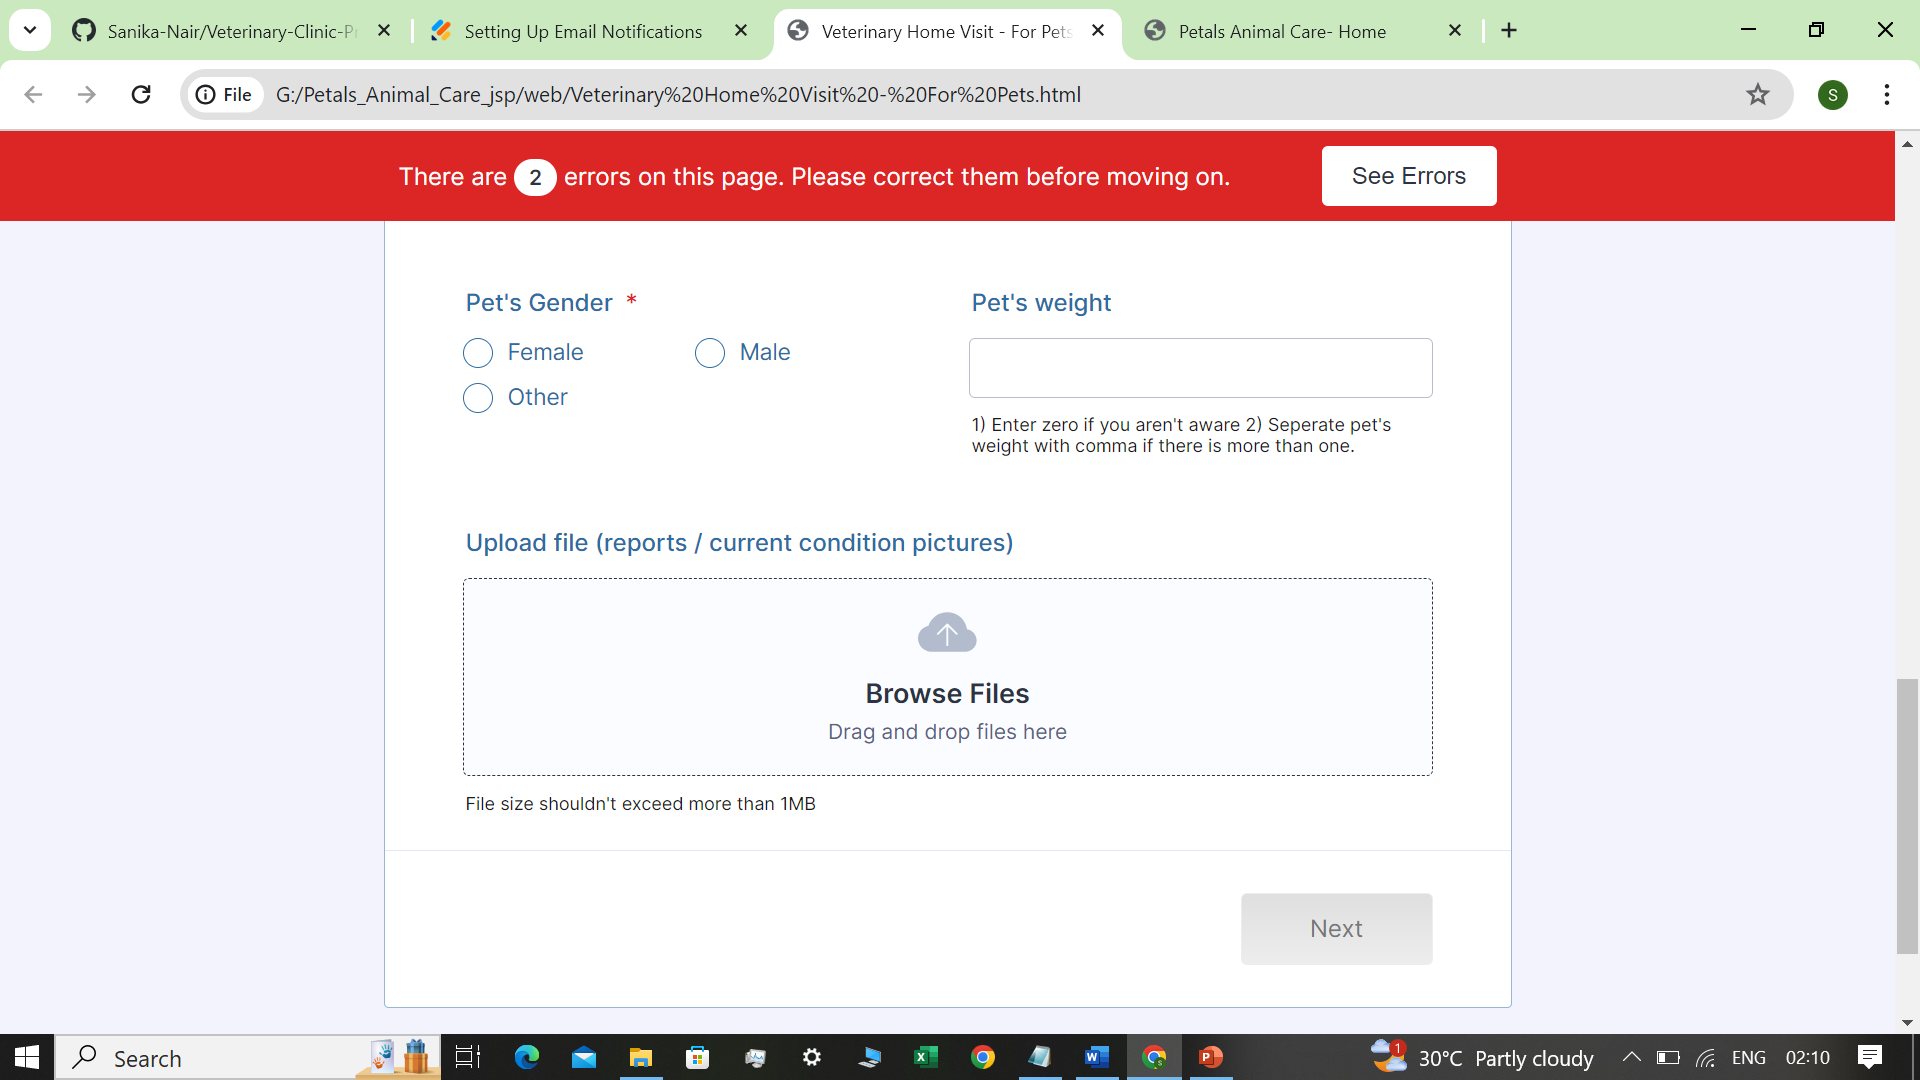 Sanika-Nair/Veterinary-Clinic-Pr
Setting Up Email Notifications
Veterinary Home Visit - For Pets
Petals Animal Care- Home
File
G:/Petals_Animal_Care_jsp/web/Veterinary%20Home%20Visit%20-%20For%20Pets.html
S
There are 2 errors on this page. Please correct them before moving on.
See Errors
Pet's Gender *
Female
Male
Other
Pet's weight
1) Enter zero if you aren't aware 2) Seperate pet's
weight with comma if there is more than one.
Upload file (reports / current condition pictures)
Browse Files
Drag and drop files here
File size shouldn't exceed more than 1MB
Next
Search
1
30°C Partly cloudy
ENG
02:10